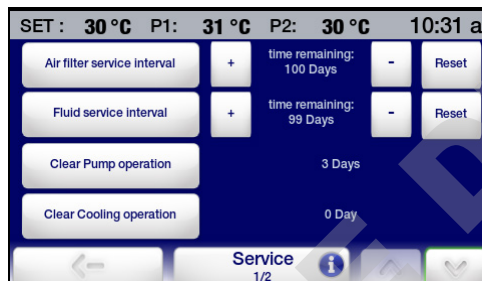 SET : 30 °C P1: 31 °C P2: 30 °C 10:31 a
Air filter service interval + time remaining: - Reset
100 Days
Fluid service interval + time remaining: - Reset
99 Days
Clear Pump operation 3 Days
Clear Cooling operation 0 Day
Service
1/2